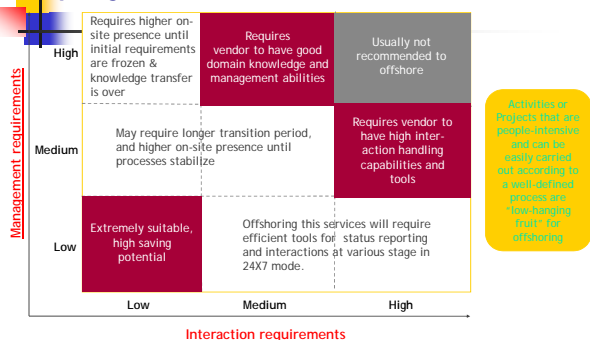 Requires higher on-
site presence until
initial requirements
are frozen &
knowledge transfer
is over
Requires
vendor to have good
domain knowledge and
management abilities
Usually not
recommended to
offshore
High
May require longer transition period,
and higher on-site presence until
processes stabilize
Requires vendor to
have high inter-
action handling
capabilities and
tools
Medium
Extremely suitable,
high saving
potential
Offshoring this services will require
efficient tools for status reporting
and interactions at various stage in
24X7 mode.
Low
Management requirements
Low
Medium
High
Interaction requirements
Activities or
Projects that are
people-intensive
and can be
easily carried
out according to
a well-defined
process are
"low-hanging
fruit" for
offshoring